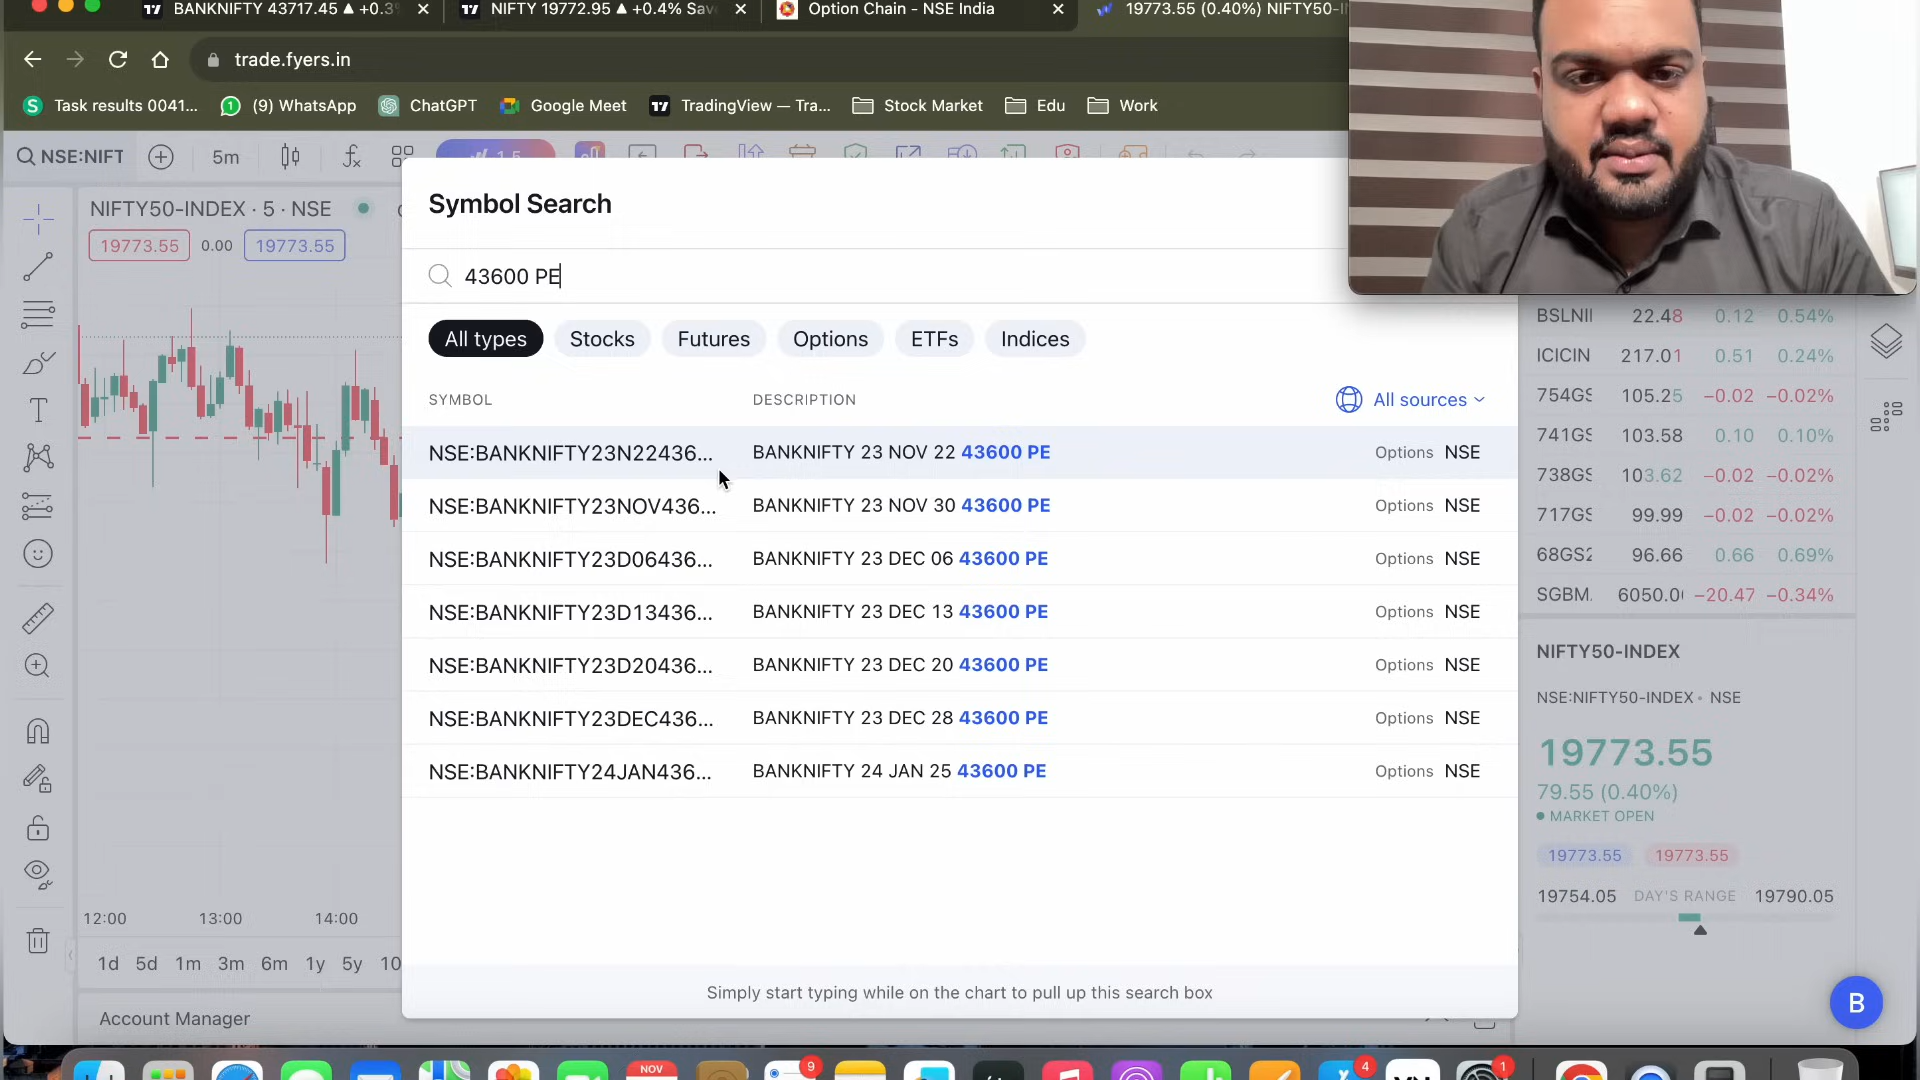 BANKNIFTY 43717.45 ▲ +0.3
NIFTY 19772.95 ▲ +0.4% Sav
Option Chain - NSE India
19773.55 (0.40%) NIFTY50-I
trade.fyers.in
Task results 0041...
(9) WhatsApp
ChatGPT
Google Meet
TradingView — Tra...
Stock Market
Edu
Work
NSE:NIFT
5m
NIFTY50-INDEX · 5 · NSE
19773.55 0.00 19773.55
Symbol Search
43600 PE
All types Stocks Futures Options ETFs Indices
SYMBOL DESCRIPTION All sources
NSE:BANKNIFTY23N22436... BANKNIFTY 23 NOV 22 43600 PE Options NSE
NSE:BANKNIFTY23NOV436... BANKNIFTY 23 NOV 30 43600 PE Options NSE
NSE:BANKNIFTY23D06436... BANKNIFTY 23 DEC 06 43600 PE Options NSE
NSE:BANKNIFTY23D13436... BANKNIFTY 23 DEC 13 43600 PE Options NSE
NSE:BANKNIFTY23D20436... BANKNIFTY 23 DEC 20 43600 PE Options NSE
NSE:BANKNIFTY23DEC436... BANKNIFTY 23 DEC 28 43600 PE Options NSE
NSE:BANKNIFTY24JAN436... BANKNIFTY 24 JAN 25 43600 PE Options NSE
Simply start typing while on the chart to pull up this search box
BSLNI 22.48 0.12 0.54%
ICICIN 217.01 0.51 0.24%
754GS 105.25 −0.02 −0.02%
741GS 103.58 0.10 0.10%
738GS 103.62 −0.02 −0.02%
717GS 99.99 −0.02 −0.02%
68GS2 96.66 0.66 0.69%
SGBM. 6050.0 −20.47 −0.34%
NIFTY50-INDEX
NSE:NIFTY50-INDEX • NSE
19773.55
79.55 (0.40%)
MARKET OPEN
19773.55 19773.55
19754.05 DAY'S RANGE 19790.05
B
12:00 13:00 14:00
1d 5d 1m 3m 6m 1y 5y 10
Account Manager
NOV
9
4
1